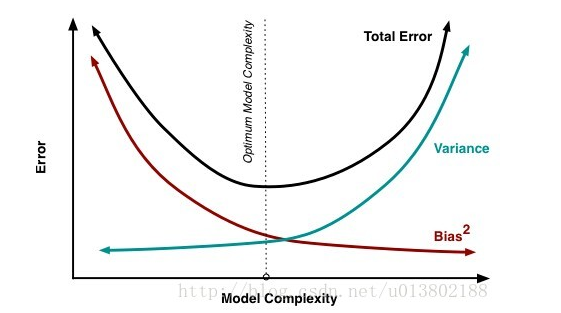 Optimum Model Complexity
Total Error
Error
Variance
Bias2
http://blog.csdn.net/u013802188
Model Complexity